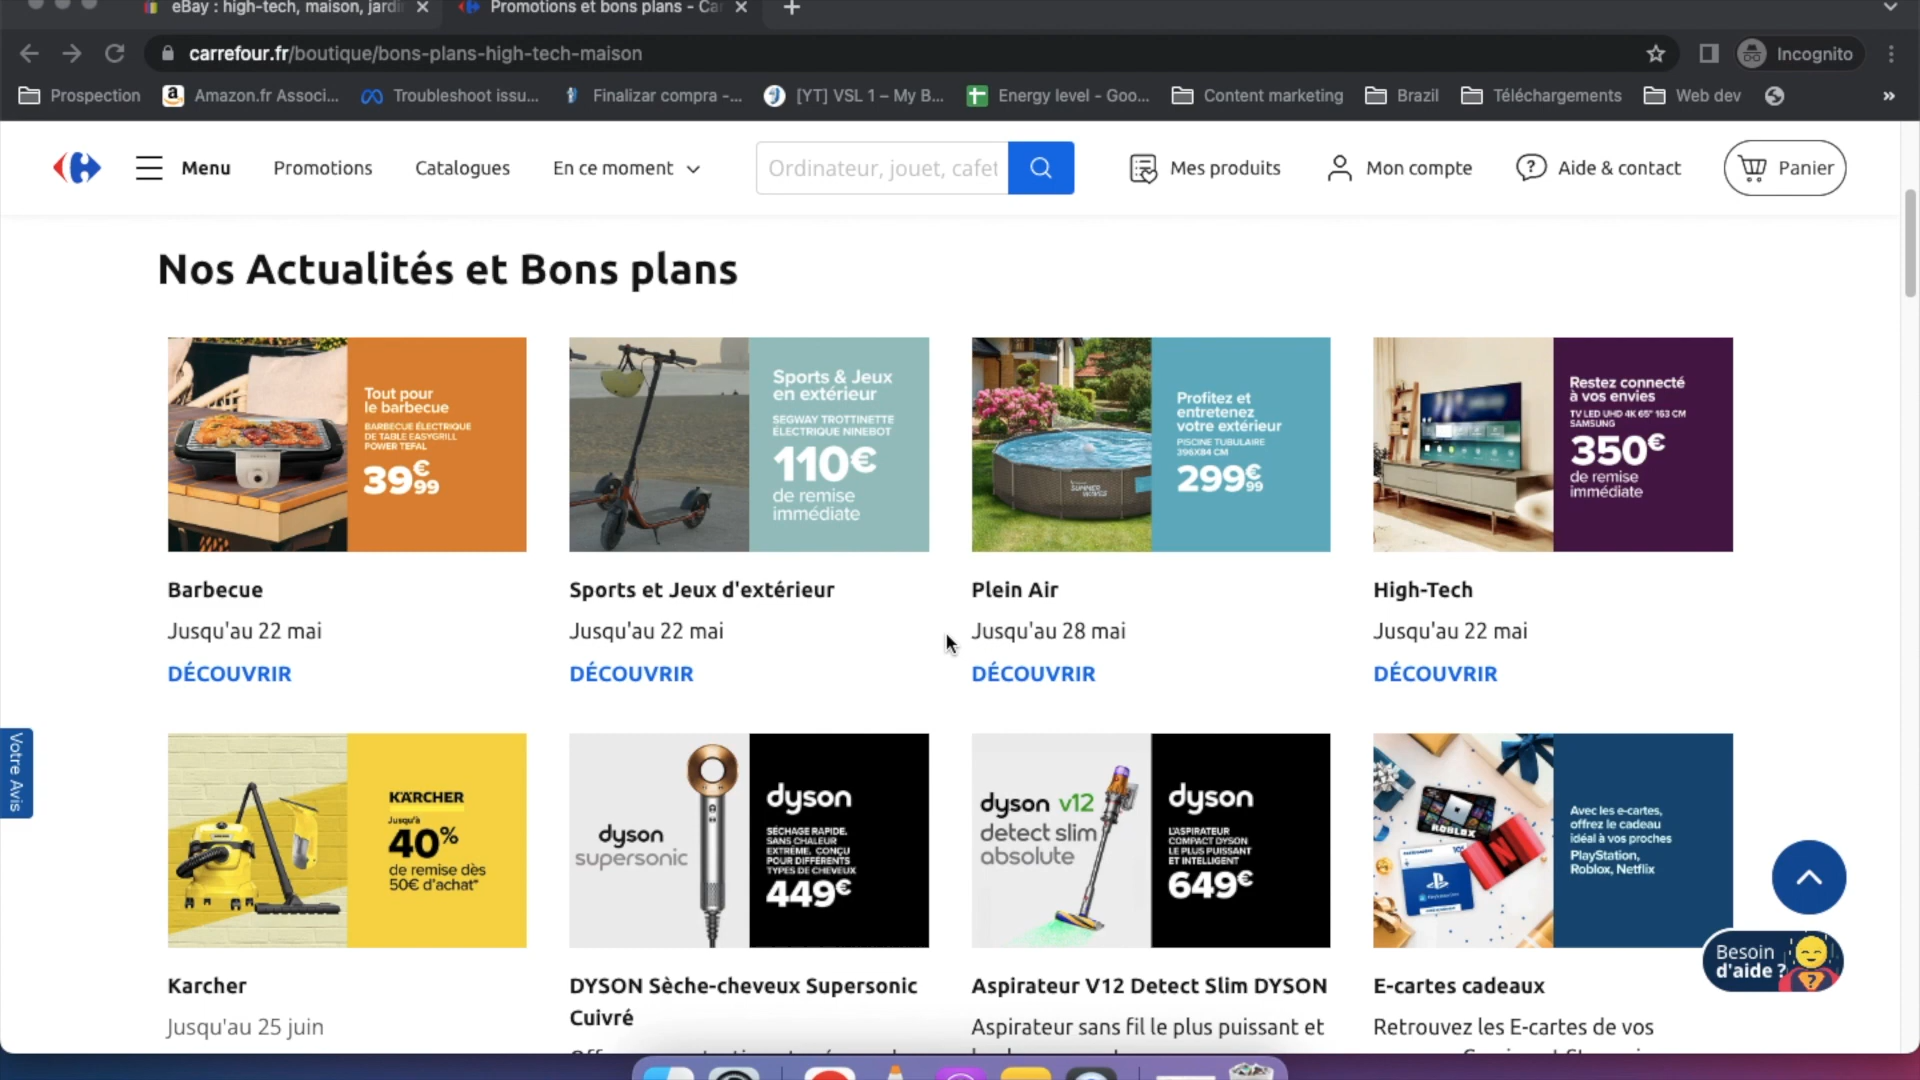 eBay : high-tech, maison, jardi
Promotions et bons plans - Ca
carrefour.fr/boutique/bons-plans-high-tech-maison
Incognito
Prospection
Amazon.fr Associ...
Troubleshoot issu...
Finalizar compra -...
[YT] VSL 1 – My B...
Energy level - Goo...
Content marketing
Brazil
Téléchargements
Web dev
Menu
Promotions
Catalogues
En ce moment
Ordinateur, jouet, cafet
Mes produits
Mon compte
Aide & contact
Panier
Nos Actualités et Bons plans
Tout pour
le barbecue
BARBECUE ÉLECTRIQUE
DE TABLE EASYGRILL
POWER TEFAL
39€99
Sports & Jeux
en extérieur
SEGWAY TROTTINETTE
ÉLECTRIQUE NINEBOT
110€
de remise
immédiate
Profitez et
entretenez
votre extérieur
PISCINE TUBULAIRE
396X84 CM
299€99
Restez connecté
à vos envies
TV LED UHD 4K 65" 163 CM
SAMSUNG
350€
de remise
immédiate
Barbecue
Jusqu'au 22 mai
DÉCOUVRIR
Sports et Jeux d'extérieur
Jusqu'au 22 mai
DÉCOUVRIR
Plein Air
Jusqu'au 28 mai
DÉCOUVRIR
High-Tech
Jusqu'au 22 mai
DÉCOUVRIR
Votre Avis
KÄRCHER
Jusqu'à
40%
de remise dès
50€ d'achat*
dyson
supersonic
dyson
SÉCHAGE RAPIDE.
SANS CHALEUR
EXTRÊME. CONÇU
POUR DIFFÉRENTS
TYPES DE CHEVEUX
449€
dyson v12
detect slim
absolute
dyson
L'ASPIRATEUR
COMPACT DYSON
LE PLUS PUISSANT
ET INTELLIGENT
649€
ROBLOX
Avec les e-cartes,
offrez le cadeau
idéal à vos proches
PlayStation,
Roblox, Netflix
Besoin
d'aide ?
Karcher
Jusqu'au 25 juin
DYSON Sèche-cheveux Supersonic
Cuivré
Aspirateur V12 Detect Slim DYSON
Aspirateur sans fil le plus puissant et
E-cartes cadeaux
Retrouvez les E-cartes de vos